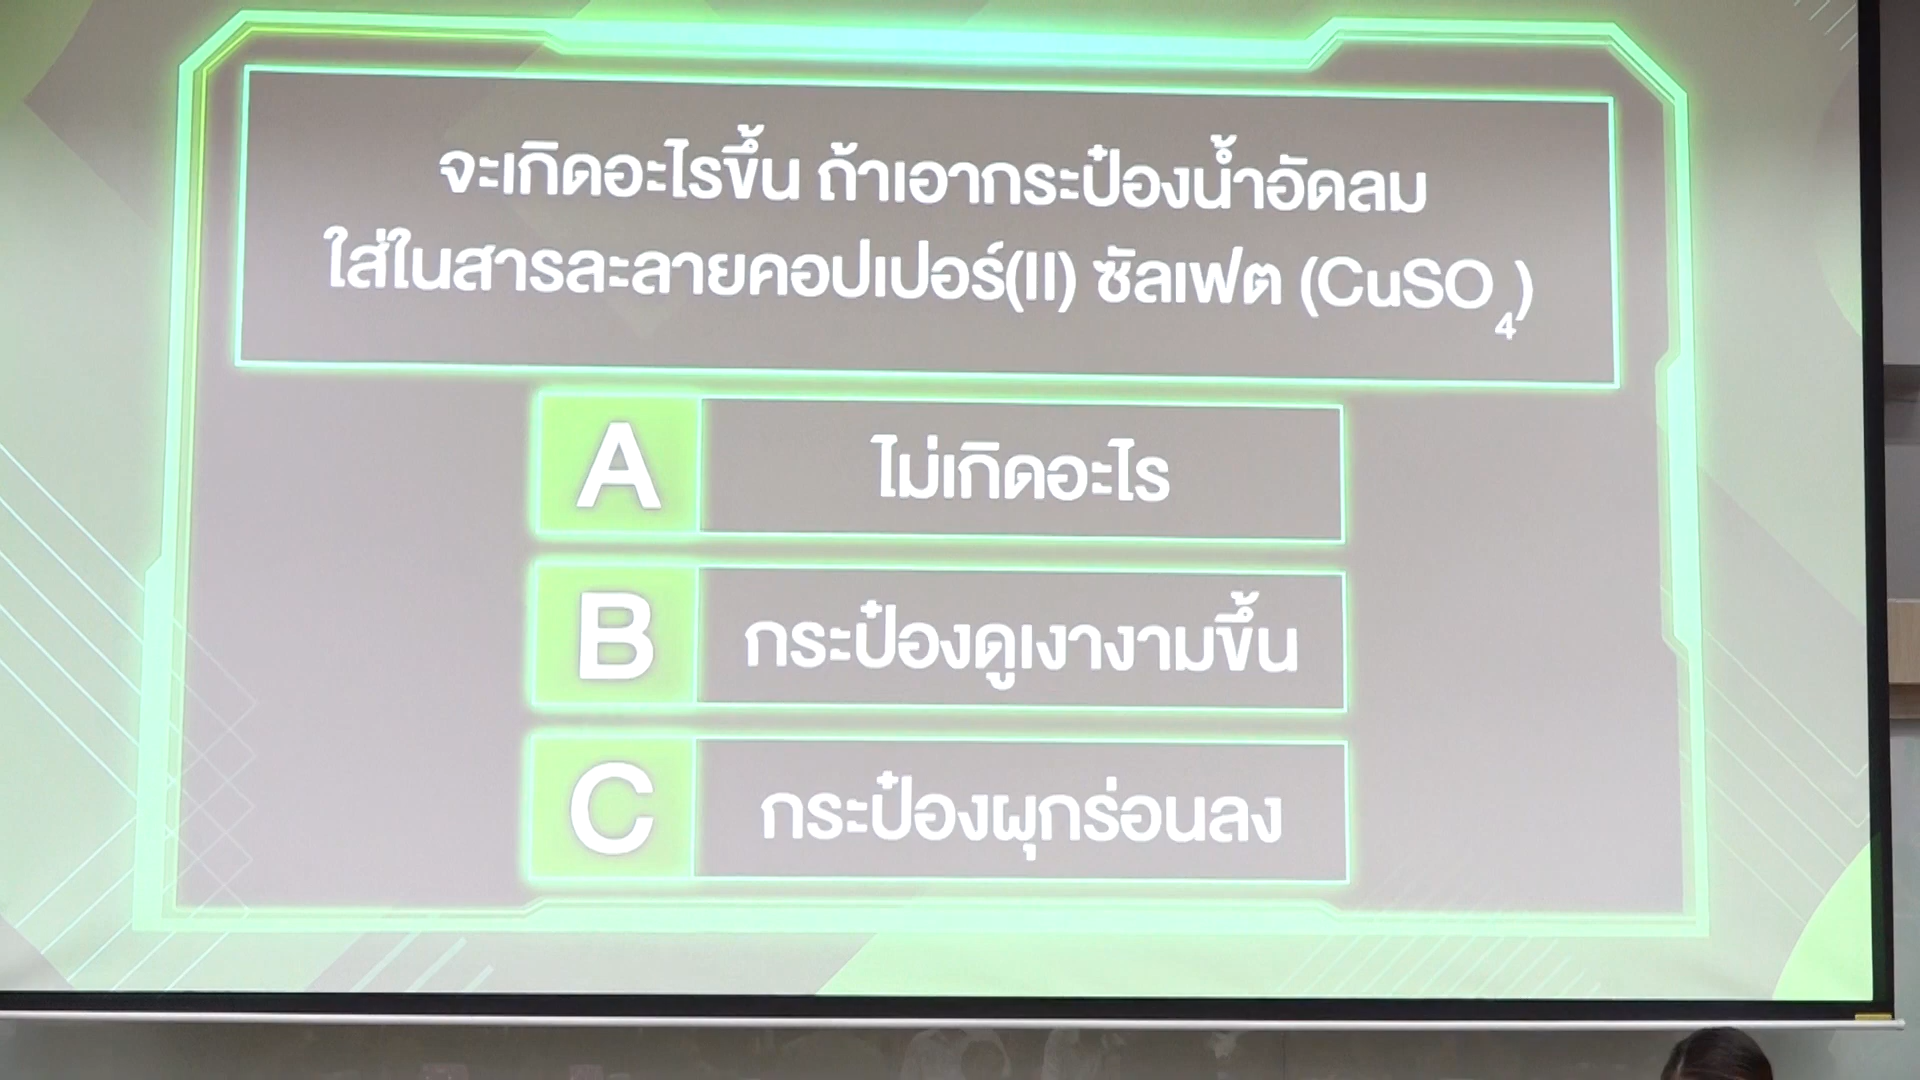 จะเกิดอะไรขึ้น ถ้าเอากระป๋องน้ำอัดลม
ใส่ในสารละลายคอปเปอร์(II) ซัลเฟต (CuSO₄)
A ไม่เกิดอะไร
B กระป๋องดูเงางามขึ้น
C กระป๋องผุกร่อนลง